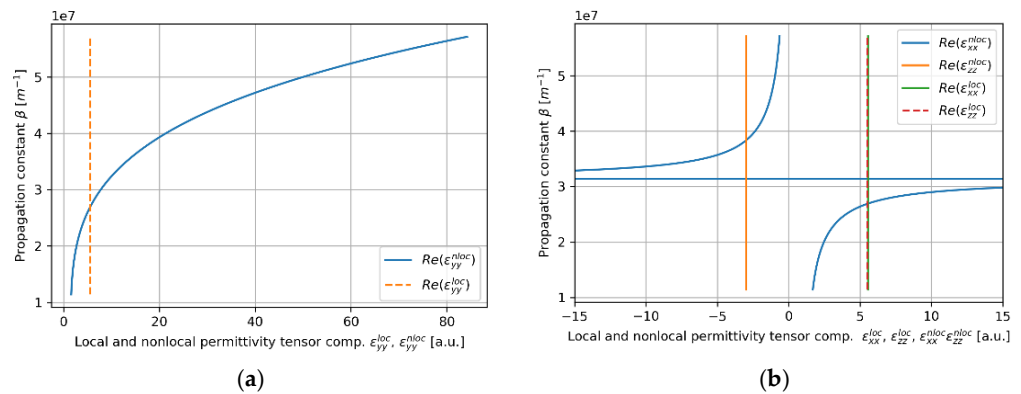 1e7
Propagation constant β [m⁻¹]
5
4
3
2
1
0
20
40
60
80
Re(ε_yy^nloc)
Re(ε_yy^loc)
Local and nonlocal permittivity tensor comp. ε_yy^loc, ε_yy^nloc [a.u.]
(a)
1e7
Propagation constant β [m⁻¹]
5
4
3
2
1
−15
−10
−5
0
5
10
15
Re(ε_xx^nloc)
Re(ε_zz^nloc)
Re(ε_xx^loc)
Re(ε_zz^loc)
Local and nonlocal permittivity tensor comp. ε_xx^loc, ε_zz^loc, ε_xx^nloc ε_zz^nloc [a.u.]
(b)